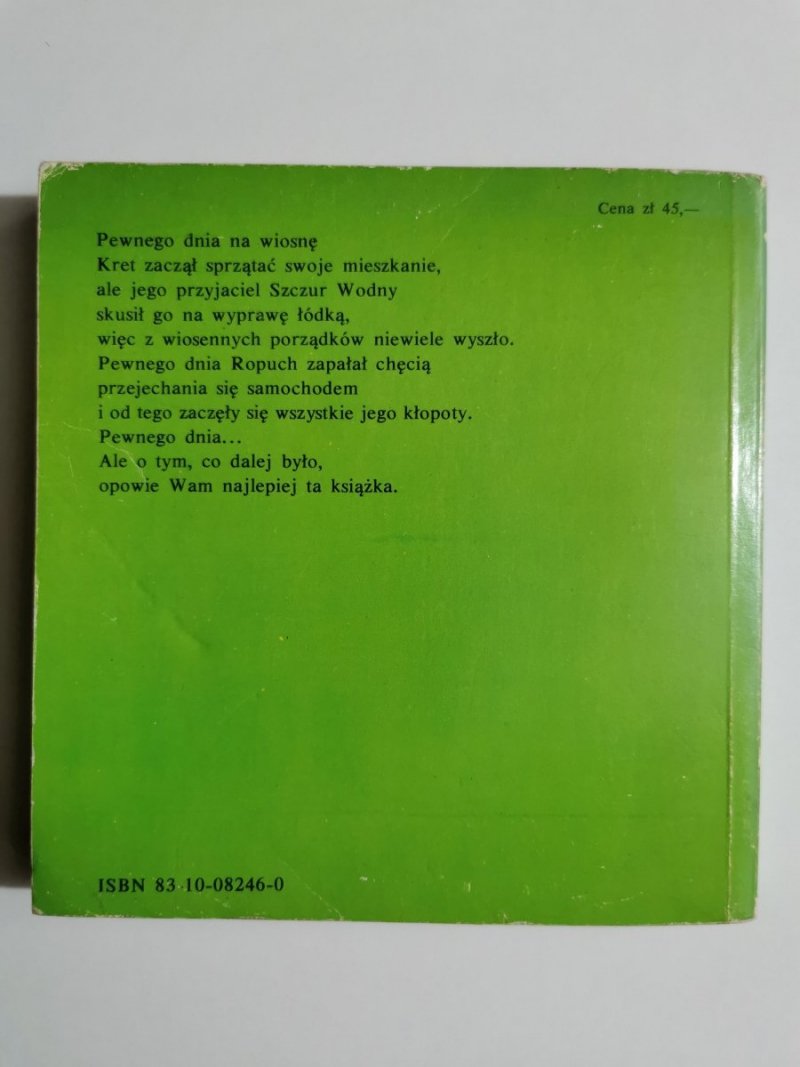 Cena zł 45,—
Pewnego dnia na wiosnę
Kret zaczął sprzątać swoje mieszkanie,
ale jego przyjaciel Szczur Wodny
skusił go na wyprawę łódką,
więc z wiosennych porządków niewiele wyszło.
Pewnego dnia Ropuch zapałał chęcią
przejechania się samochodem
i od tego zaczęły się wszystkie jego kłopoty.
Pewnego dnia...
Ale o tym, co dalej było,
opowie Wam najlepiej ta książka.
ISBN 83-10-08246-0